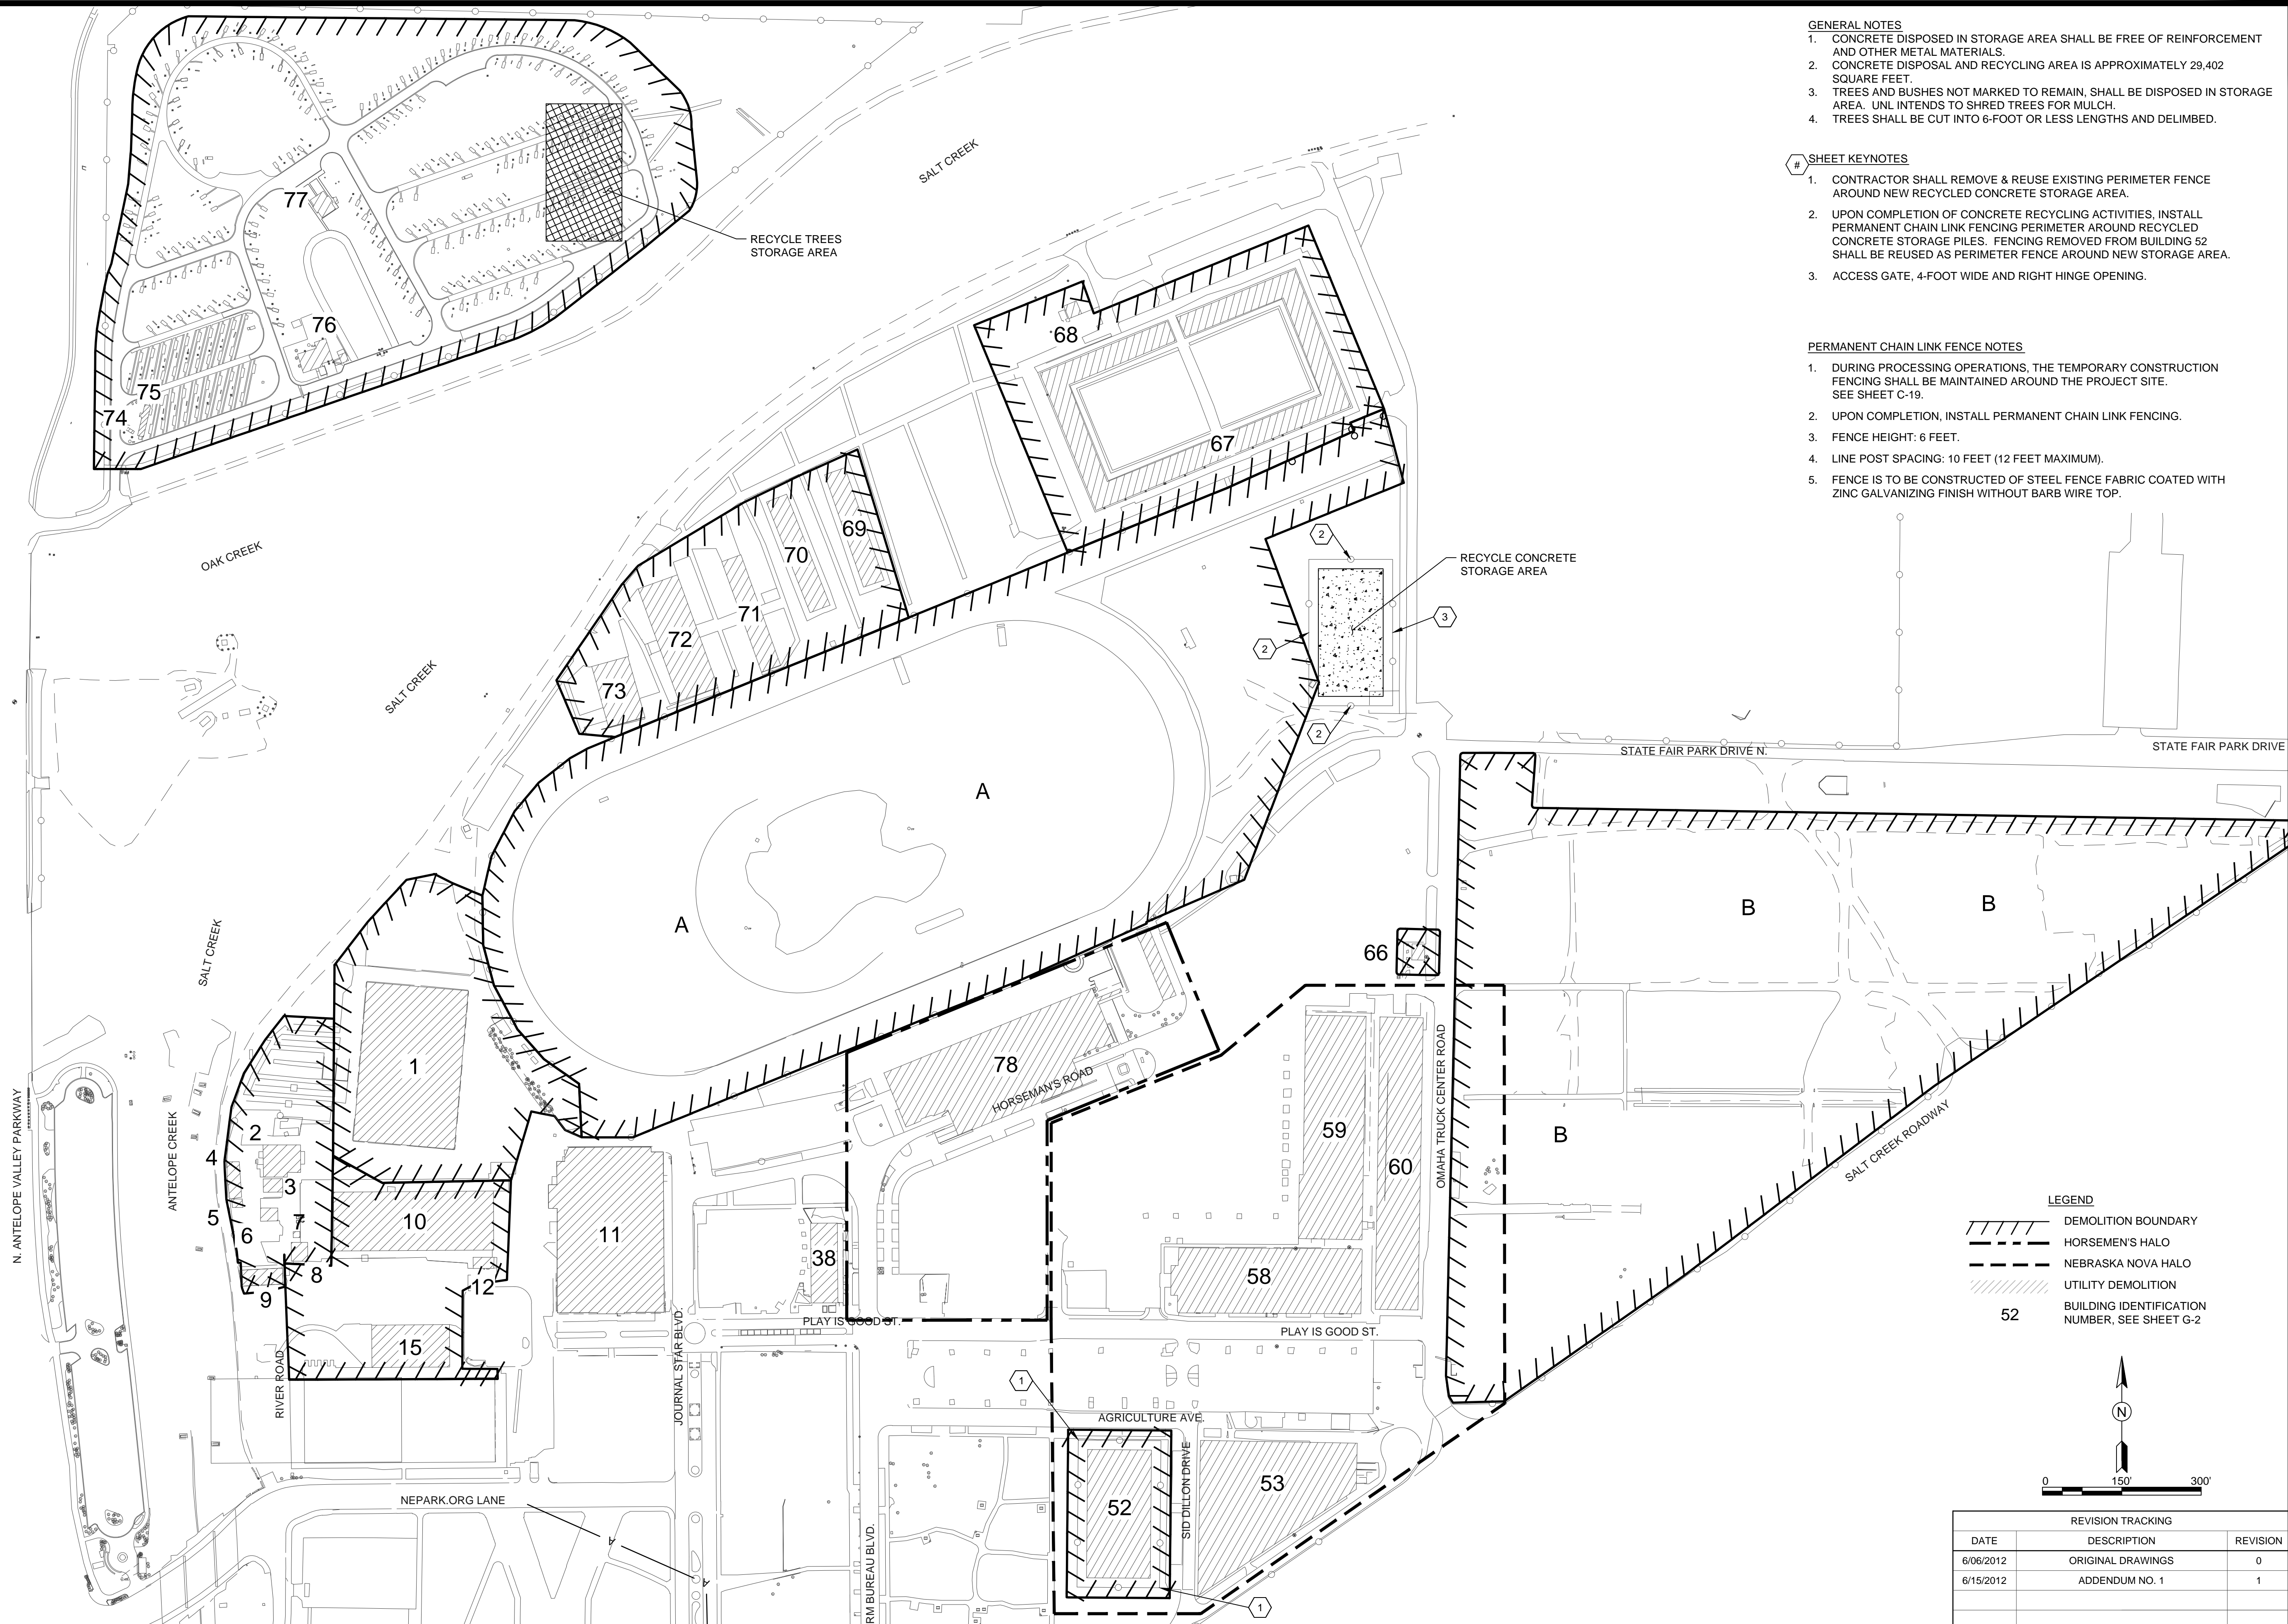 GENERAL NOTES
1. CONCRETE DISPOSED IN STORAGE AREA SHALL BE FREE OF REINFORCEMENT
AND OTHER METAL MATERIALS.
2. CONCRETE DISPOSAL AND RECYCLING AREA IS APPROXIMATELY 29,402
SQUARE FEET.
3. TREES AND BUSHES NOT MARKED TO REMAIN, SHALL BE DISPOSED IN STORAGE
AREA. UNL INTENDS TO SHRED TREES FOR MULCH.
4. TREES SHALL BE CUT INTO 6-FOOT OR LESS LENGTHS AND DELIMBED.
# SHEET KEYNOTES
1. CONTRACTOR SHALL REMOVE & REUSE EXISTING PERIMETER FENCE
AROUND NEW RECYCLED CONCRETE STORAGE AREA.
2. UPON COMPLETION OF CONCRETE RECYCLING ACTIVITIES, INSTALL
PERMANENT CHAIN LINK FENCING PERIMETER AROUND RECYCLED
CONCRETE STORAGE PILES. FENCING REMOVED FROM BUILDING 52
SHALL BE REUSED AS PERIMETER FENCE AROUND NEW STORAGE AREA.
3. ACCESS GATE, 4-FOOT WIDE AND RIGHT HINGE OPENING.
PERMANENT CHAIN LINK FENCE NOTES
1. DURING PROCESSING OPERATIONS, THE TEMPORARY CONSTRUCTION
FENCING SHALL BE MAINTAINED AROUND THE PROJECT SITE.
SEE SHEET C-19.
2. UPON COMPLETION, INSTALL PERMANENT CHAIN LINK FENCING.
3. FENCE HEIGHT: 6 FEET.
4. LINE POST SPACING: 10 FEET (12 FEET MAXIMUM).
5. FENCE IS TO BE CONSTRUCTED OF STEEL FENCE FABRIC COATED WITH
ZINC GALVANIZING FINISH WITHOUT BARB WIRE TOP.
77
76
75
74
RECYCLE TREES
STORAGE AREA
SALT CREEK
68
67
69
70
71
72
73
OAK CREEK
SALT CREEK
2
RECYCLE CONCRETE
STORAGE AREA
3
2
2
STATE FAIR PARK DRIVE N.
STATE FAIR PARK DRIVE
A
A
B
B
B
66
SALT CREEK
N. ANTELOPE VALLEY PARKWAY
ANTELOPE CREEK
1
2
4
3
5
6
7
8
9
10
12
15
11
38
78
HORSEMAN'S ROAD
59
60
58
OMAHA TRUCK CENTER ROAD
SALT CREEK ROADWAY
PLAY IS GOOD ST.
PLAY IS GOOD ST.
RIVER ROAD
JOURNAL STAR BLVD.
1
AGRICULTURE AVE.
SID DILLON DRIVE
52
53
1
NEPARK.ORG LANE
A
A
RM BUREAU BLVD.
LEGEND
DEMOLITION BOUNDARY
HORSEMEN'S HALO
NEBRASKA NOVA HALO
UTILITY DEMOLITION
52 BUILDING IDENTIFICATION
NUMBER, SEE SHEET G-2
N
0 150' 300'
REVISION TRACKING
DATE DESCRIPTION REVISION
6/06/2012 ORIGINAL DRAWINGS 0
6/15/2012 ADDENDUM NO. 1 1